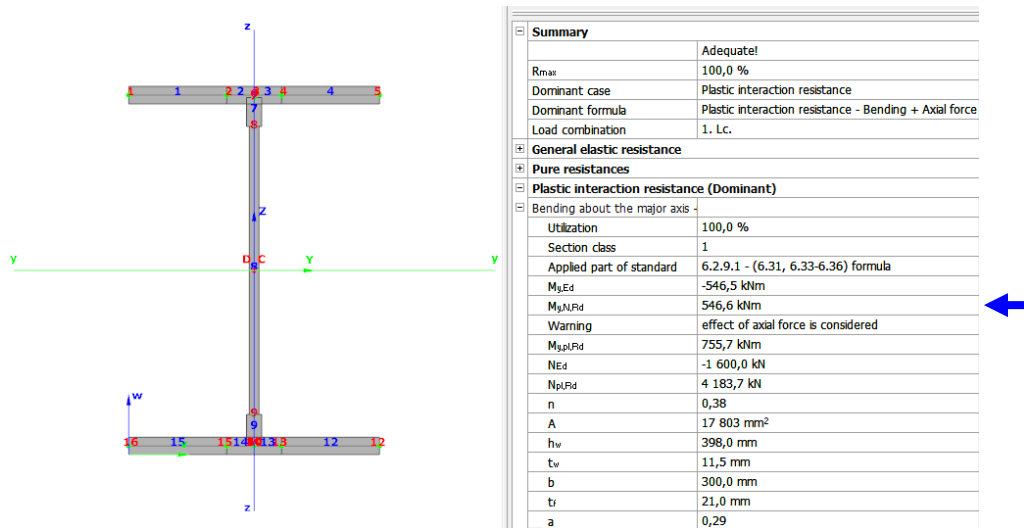 z
1 1 2 2 3 4 4 5
7
8
Z
y D C Y y
8
w
9
9
16 15 15 14 13 13 12 12
z
Summary
Adequate!
Rmax 100,0 %
Dominant case Plastic interaction resistance
Dominant formula Plastic interaction resistance - Bending + Axial force
Load combination 1. Lc.
General elastic resistance
Pure resistances
Plastic interaction resistance (Dominant)
Bending about the major axis -
Utilization 100,0 %
Section class 1
Applied part of standard 6.2.9.1 - (6.31, 6.33-6.36) formula
My,Ed -546,5 kNm
My,N,Rd 546,6 kNm
Warning effect of axial force is considered
My,pl,Rd 755,7 kNm
NEd -1 600,0 kN
Npl,Rd 4 183,7 kN
n 0,38
A 17 803 mm²
hw 398,0 mm
tw 11,5 mm
b 300,0 mm
tf 21,0 mm
a 0,29